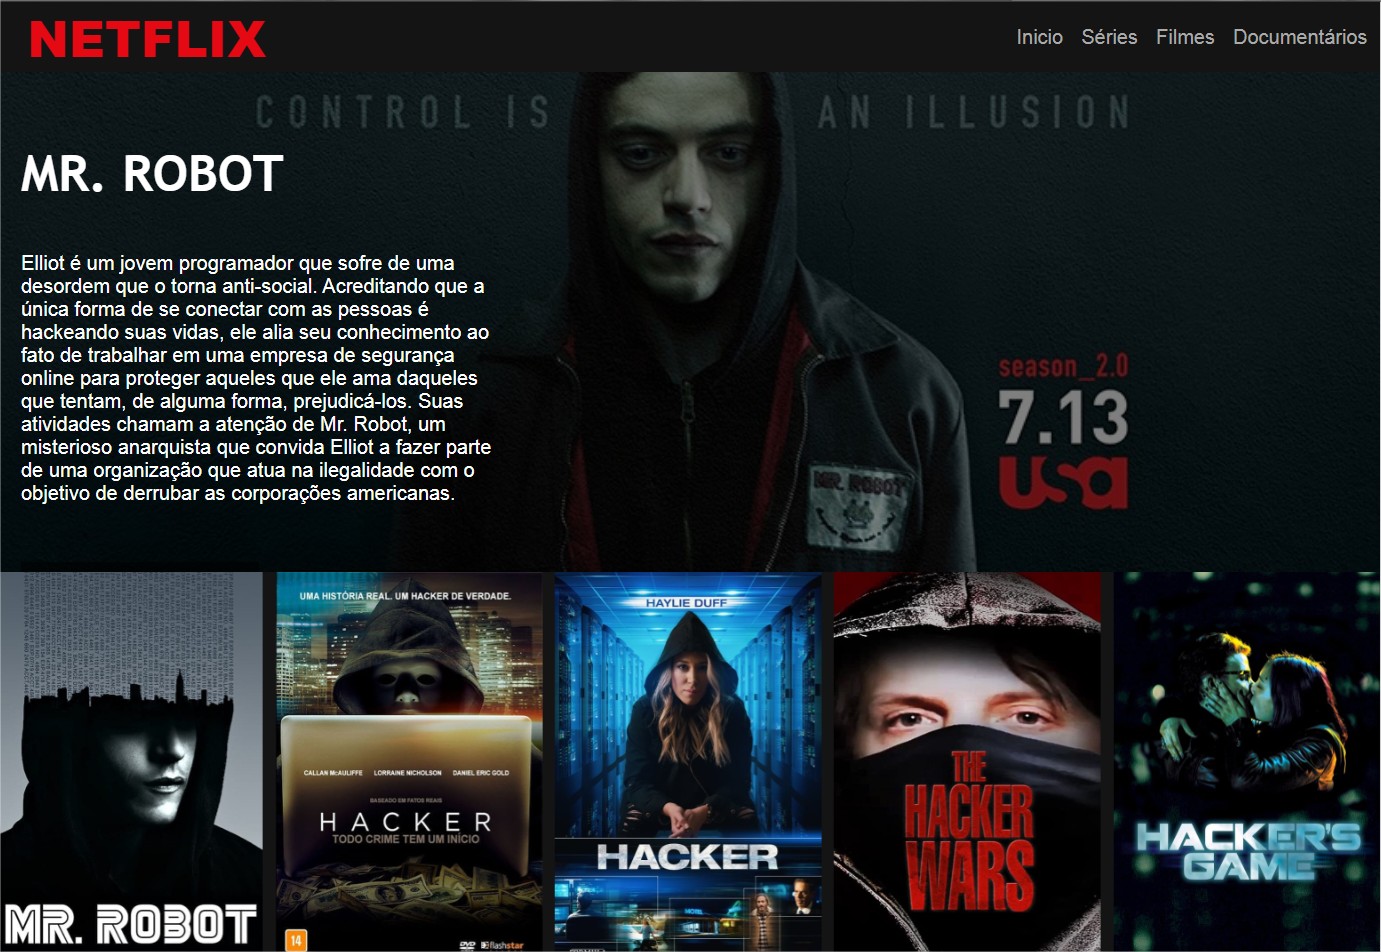 NETFLIX
Inicio Séries Filmes Documentários
CONTROL IS AN ILLUSION
MR. ROBOT
Elliot é um jovem programador que sofre de uma
desordem que o torna anti-social. Acreditando que a
única forma de se conectar com as pessoas é
hackeando suas vidas, ele alia seu conhecimento ao
fato de trabalhar em uma empresa de segurança
online para proteger aqueles que ele ama daqueles
que tentam, de alguma forma, prejudicá-los. Suas
atividades chamam a atenção de Mr. Robot, um
misterioso anarquista que convida Elliot a fazer parte
de uma organização que atua na ilegalidade com o
objetivo de derrubar as corporações americanas.
season_2.0
7.13
usa
MR. ROBOT
MR. ROBOT
UMA HISTÓRIA REAL. UM HACKER DE VERDADE.
CALLAN McAULIFFE LORRAINE NICHOLSON DANIEL ERIC GOLD
BASEADO EM FATOS REAIS
HACKER
TODO CRIME TEM UM INÍCIO
14
DVD flashstar
HAYLIE DUFF
HACKER
MOTEL
THE
HACKER
WARS
HACKER'S
GAME